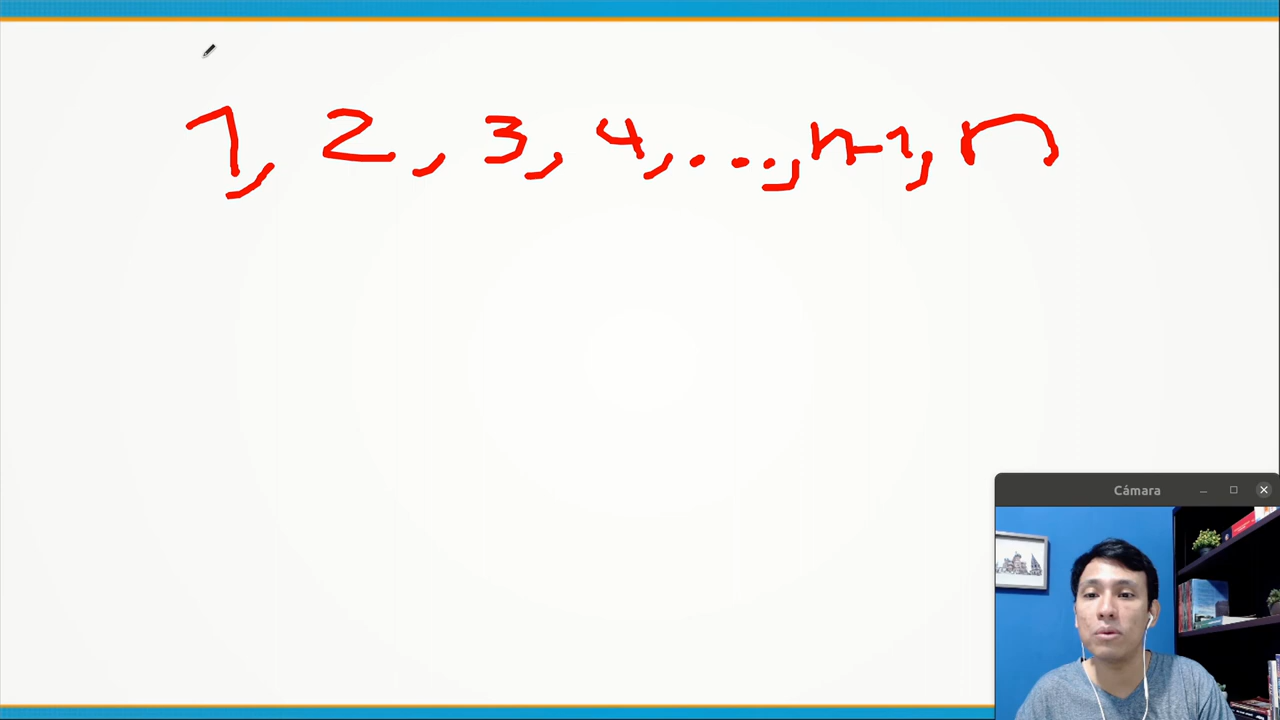 1, 2, 3, 4, ..., n-1, n
Cámara